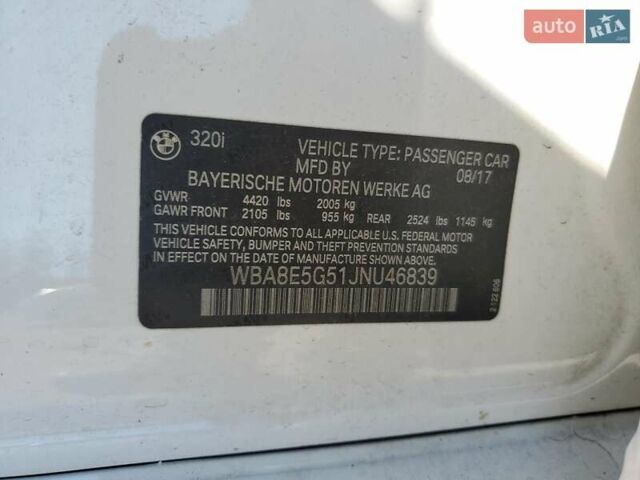 auto RIA.com
320i
VEHICLE TYPE: PASSENGER CAR
MFD BY 08/17
BAYERISCHE MOTOREN WERKE AG
GVWR 4420 lbs 2005 kg
GAWR FRONT 2105 lbs 955 kg REAR 2524 lbs 1145 kg
THIS VEHICLE CONFORMS TO ALL APPLICABLE U.S. FEDERAL MOTOR
VEHICLE SAFETY, BUMPER AND THEFT PREVENTION STANDARDS
IN EFFECT ON THE DATE OF MANUFACTURE SHOWN ABOVE.
WBA8E5G51JNU46839